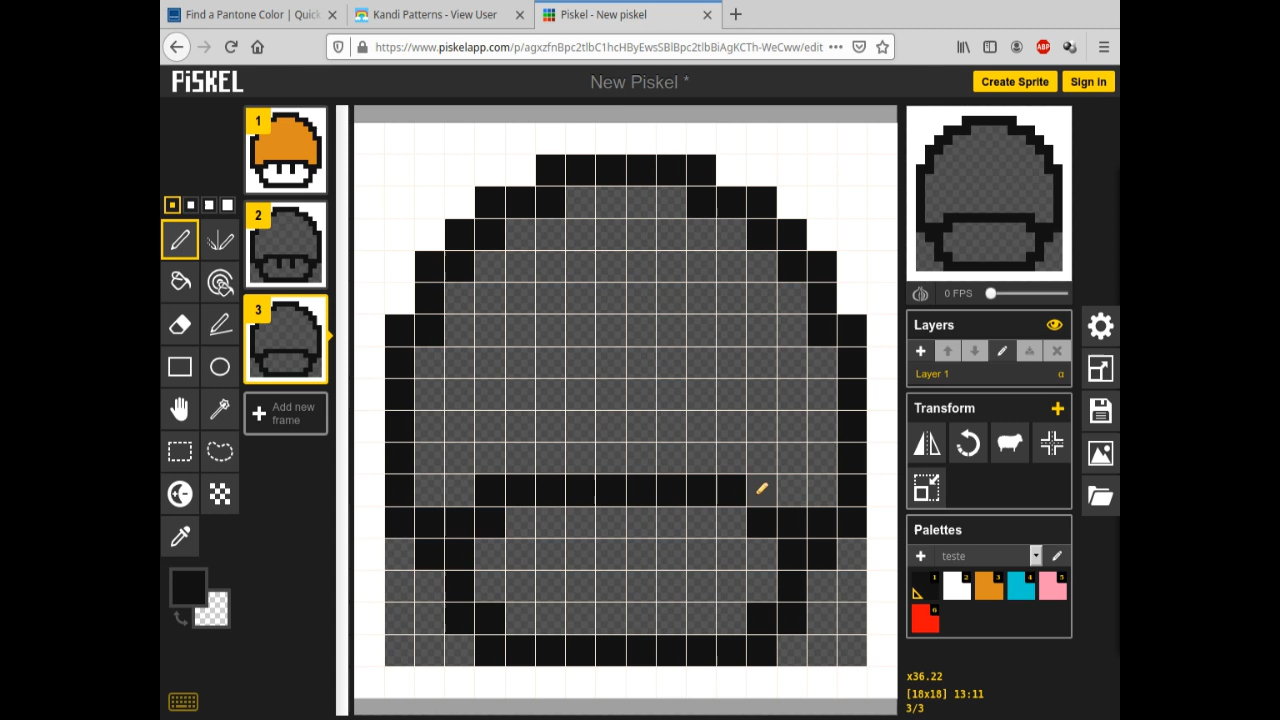 Find a Pantone Color | Quick
Kandi Patterns - View User
Piskel - New piskel
https://www.piskelapp.com/p/agxzfnBpc2tlbC1hcHByEwsSBlBpc2tlbBiAgKCTh-WeCww/edit
ABP
PiSKEL
New Piskel *
Create Sprite
Sign in
1
2
3
Add new
frame
0 FPS
Layers
Layer 1
α
Transform
Palettes
teste
1
2
3
4
5
6
x36.22
[18x18] 13:11
3/3